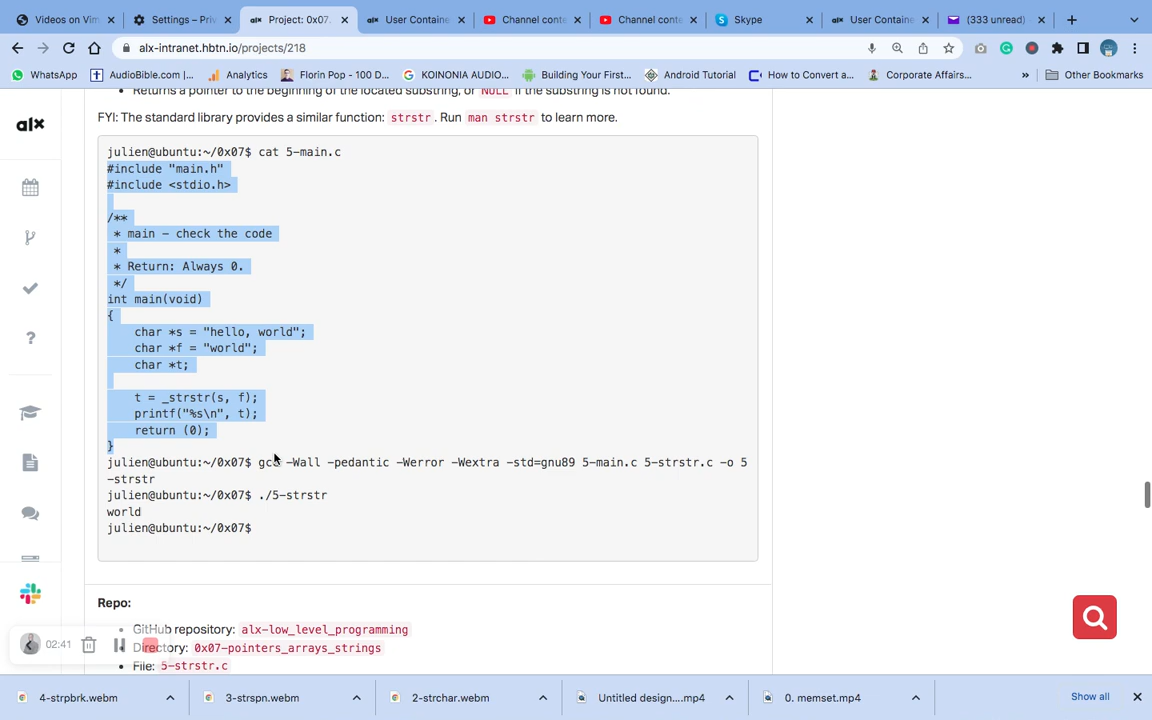 Videos on Vim
Settings – Priv
Project: 0x07.
User Containe
Channel conte
Channel conte
Skype
User Containe
(333 unread)
alx-intranet.hbtn.io/projects/218
WhatsApp
AudioBible.com |...
Analytics
Florin Pop - 100 D...
KOINONIA AUDIO...
Building Your First...
Android Tutorial
How to Convert a...
Corporate Affairs...
»
Other Bookmarks
alx
Returns a pointer to the beginning of the located substring, or NULL if the substring is not found.
FYI: The standard library provides a similar function: strstr. Run man strstr to learn more.
julien@ubuntu:~/0x07$ cat 5-main.c
#include "main.h"
#include <stdio.h>
/**
* main - check the code
*
* Return: Always 0.
*/
int main(void)
{
char *s = "hello, world";
char *f = "world";
char *t;
t = _strstr(s, f);
printf("%s\n", t);
return (0);
}
julien@ubuntu:~/0x07$ gcc -Wall -pedantic -Werror -Wextra -std=gnu89 5-main.c 5-strstr.c -o 5
-strstr
julien@ubuntu:~/0x07$ ./5-strstr
world
julien@ubuntu:~/0x07$
Repo:
GitHub repository: alx-low_level_programming
Directory: 0x07-pointers_arrays_strings
File: 5-strstr.c
02:41
4-strpbrk.webm
3-strspn.webm
2-strchar.webm
Untitled design....mp4
0. memset.mp4
Show all